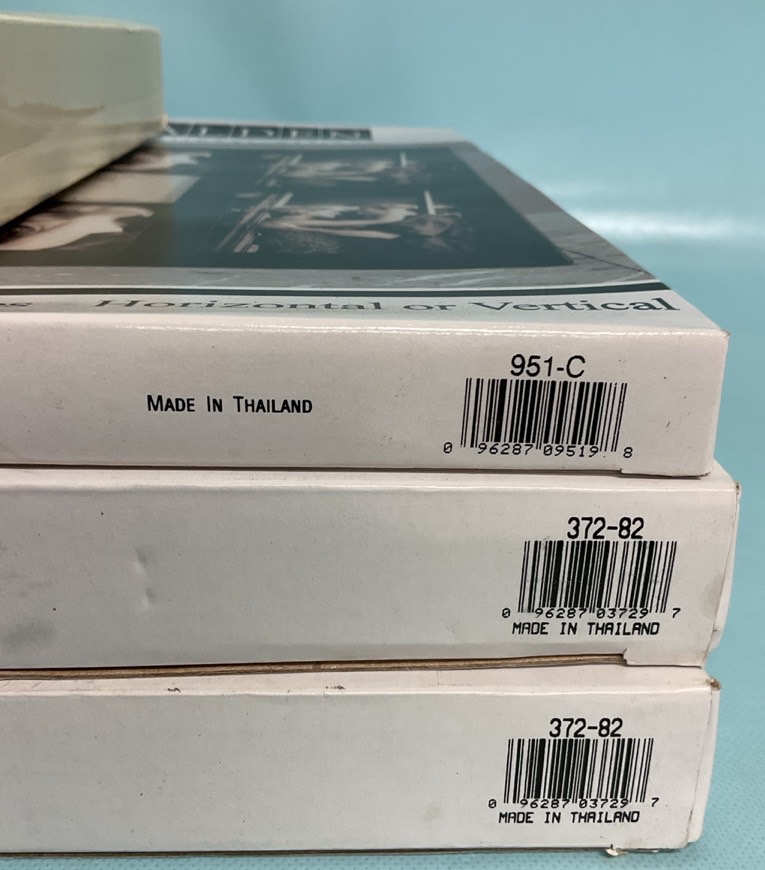 Horizontal or Vertical
951-C
MADE IN THAILAND
0 96287 09519 8
372-82
0 96287 03729 7
MADE IN THAILAND
372-82
0 96287 03729 7
MADE IN THAILAND